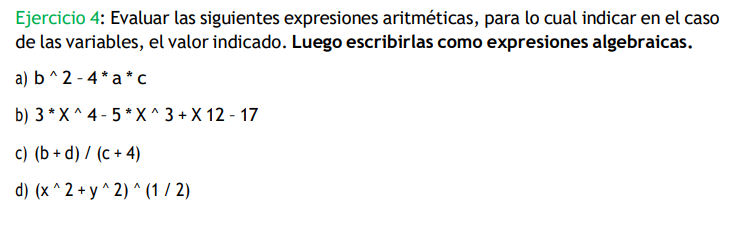 Ejercicio 4: Evaluar las siguientes expresiones aritméticas, para lo cual indicar en el caso
de las variables, el valor indicado. Luego escribirlas como expresiones algebraicas.
a) b ^ 2 - 4 * a * c
b) 3 * X ^ 4 - 5 * X ^ 3 + X 12 - 17
c) (b + d) / (c + 4)
d) (x ^ 2 + y ^ 2) ^ (1 / 2)